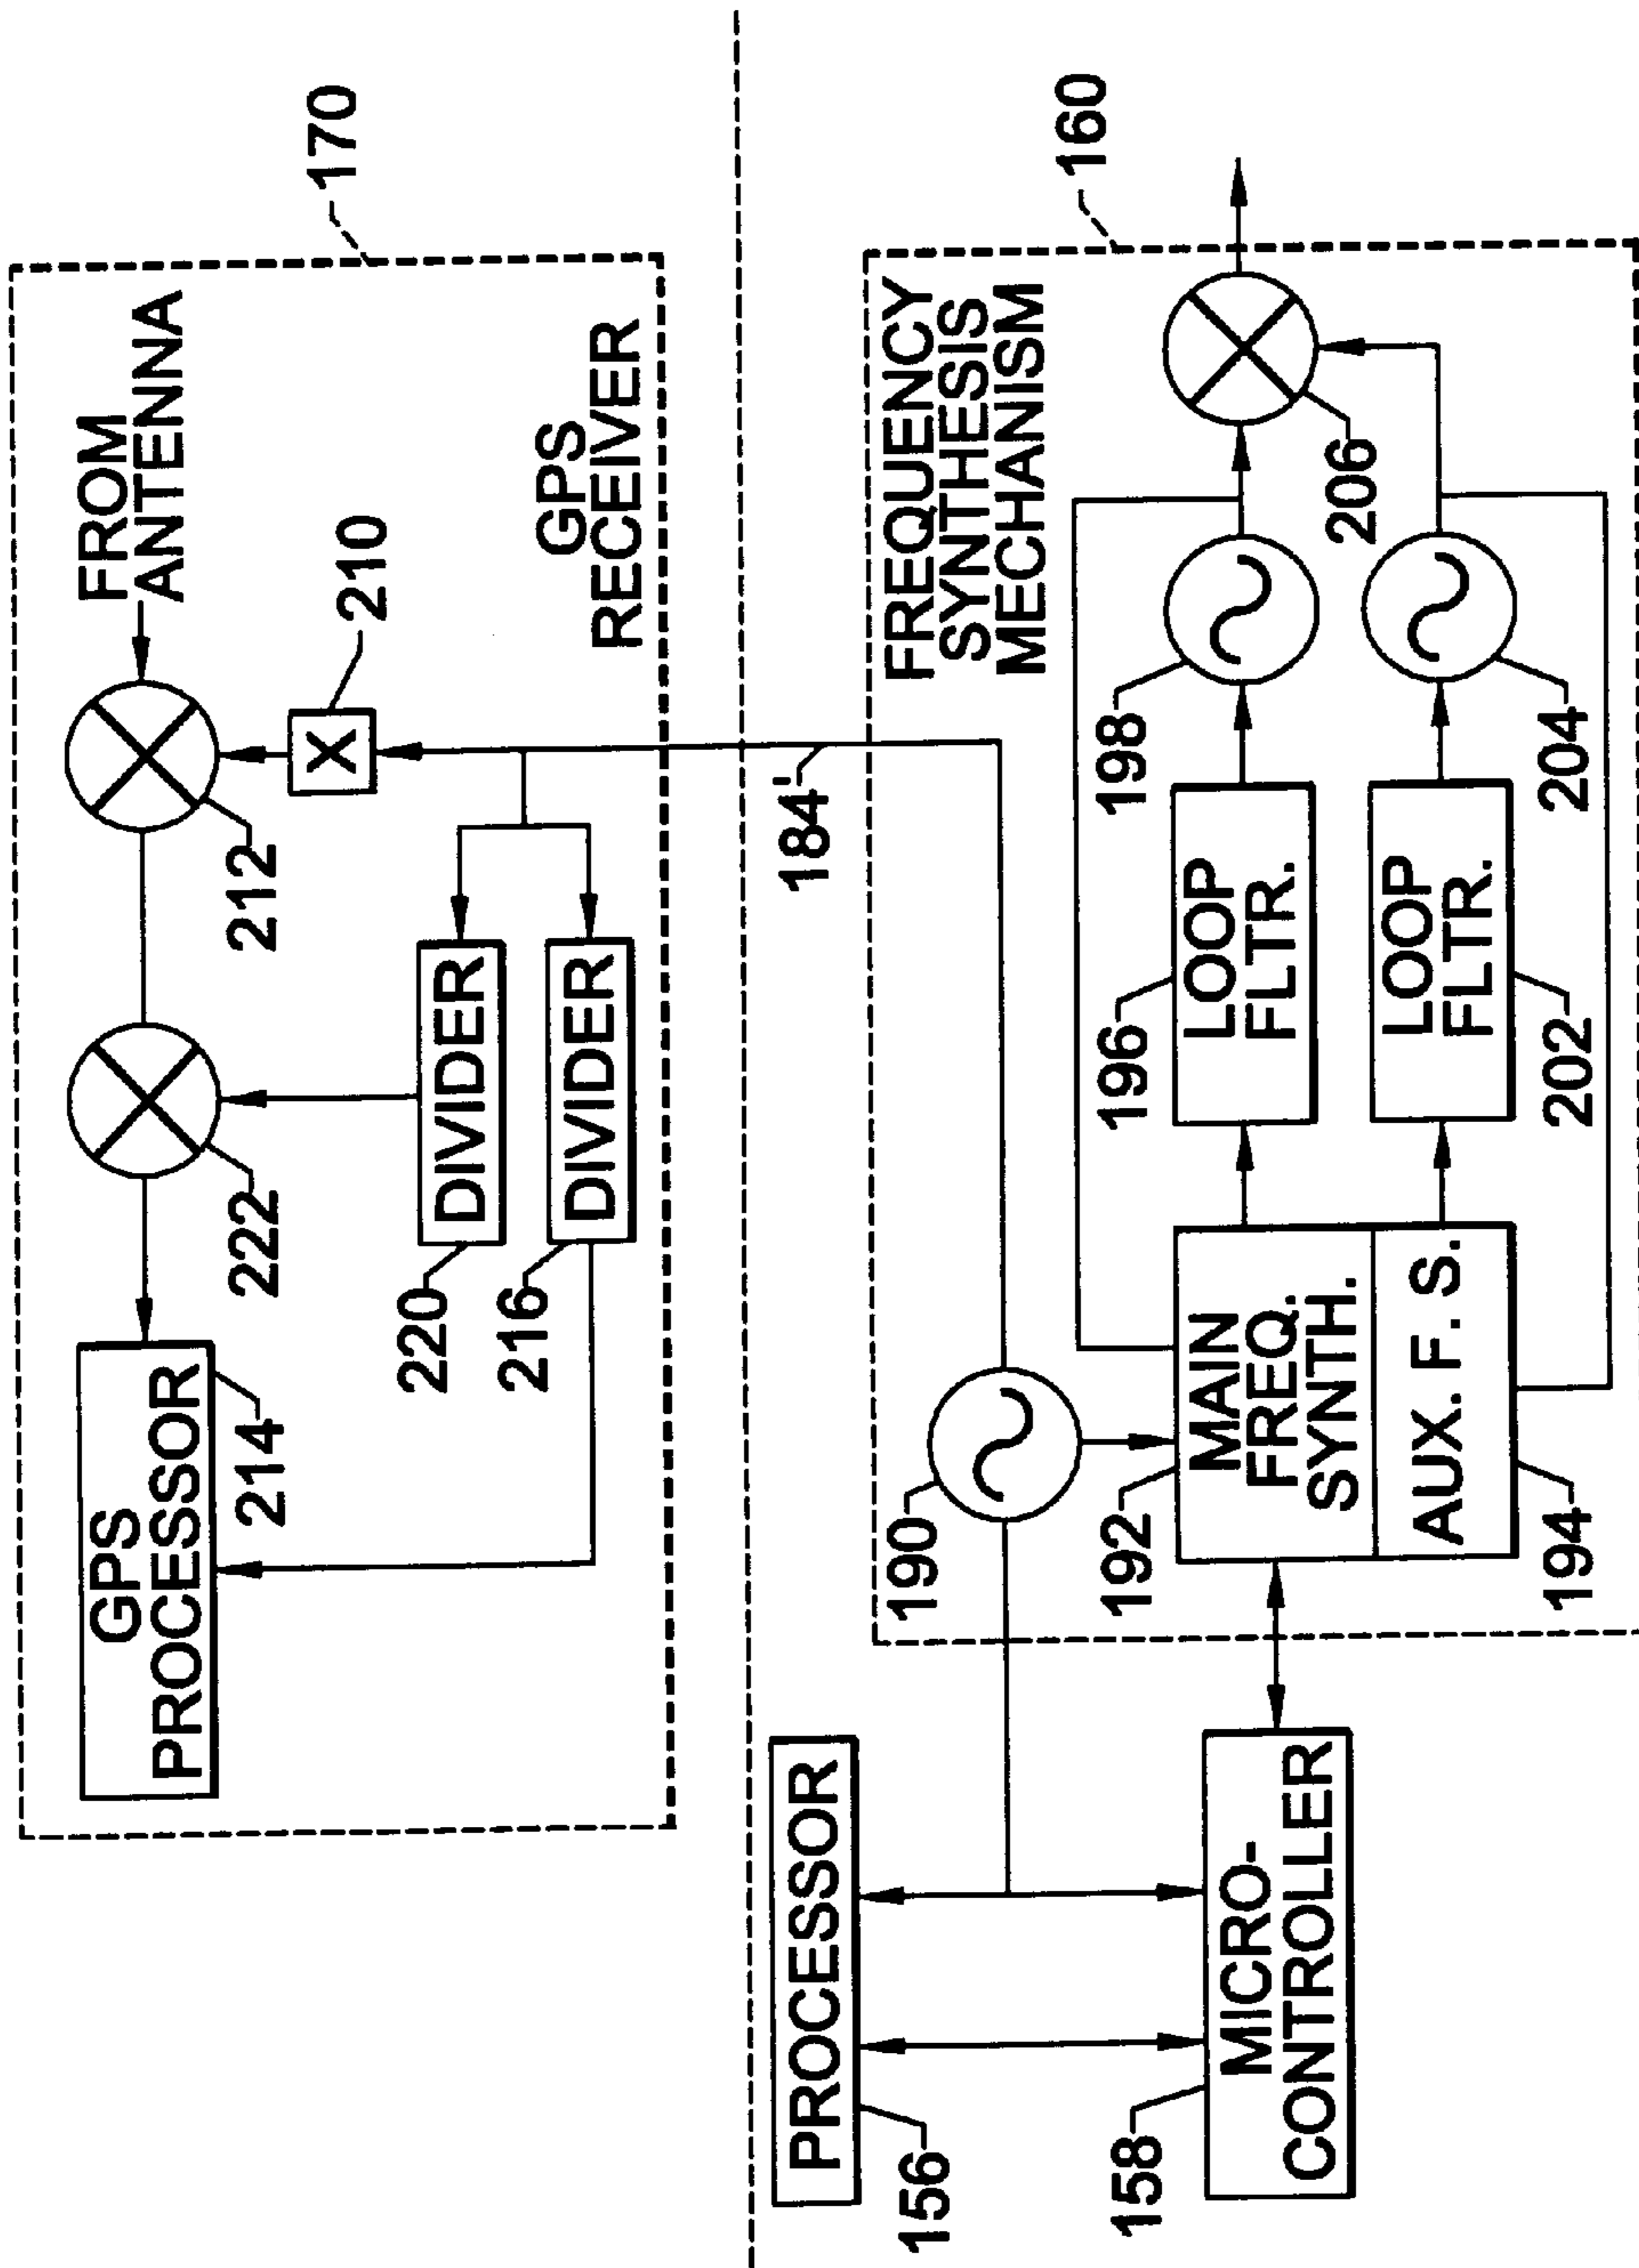 FROM
ANTENNA
170
210
212
222
GPS
PROCESSOR
214
DIVIDER
220
DIVIDER
216
X
GPS
RECEIVER
184'
PROCESSOR
156
MICRO-
CONTROLLER
158
FREQUENCY
SYNTHESIS
MECHANISM
160
190
192
MAIN
FREQ.
SYNTH.
AUX. F. S.
194
196
LOOP
FLTR.
198
LOOP
FLTR.
202
204
206